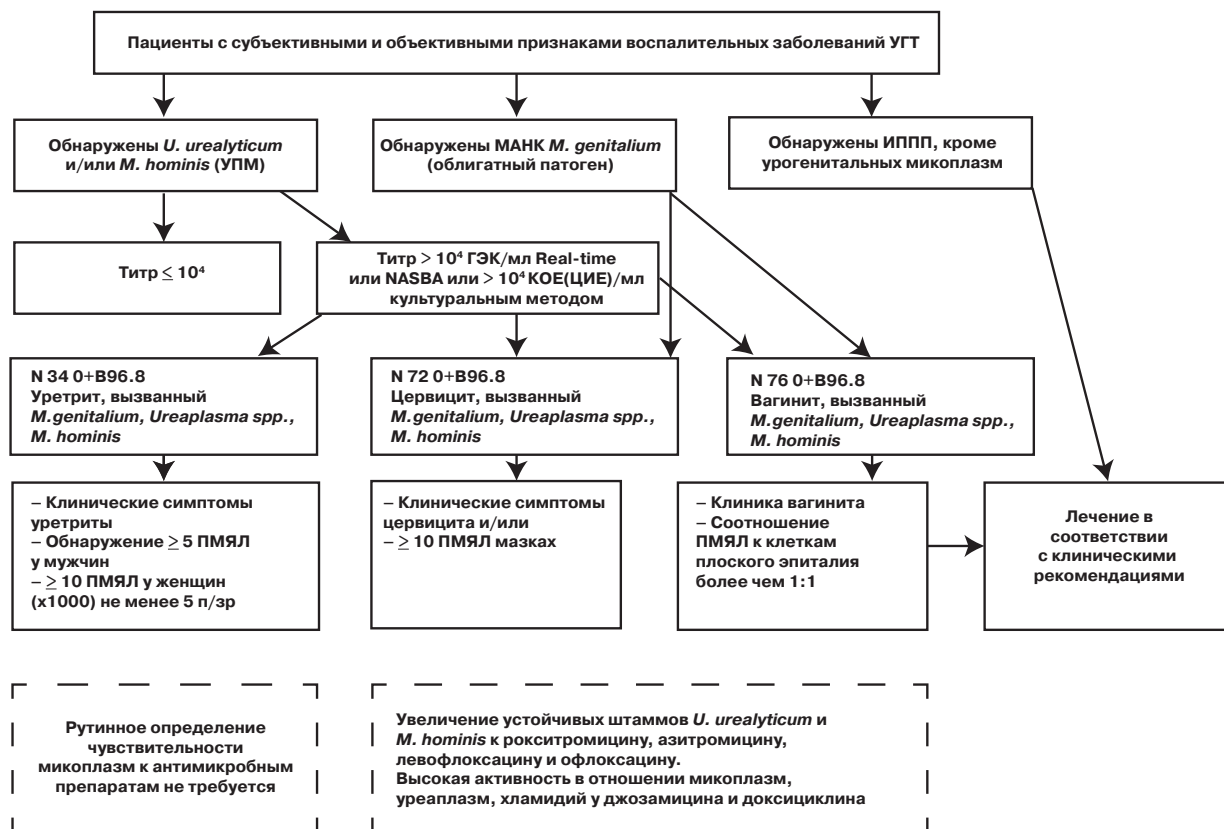 Пациенты с субъективными и объективными признаками воспалительных заболеваний УГТ
Обнаружены U. urealyticum
и/или M. hominis (УПМ)
Обнаружены МАНК M. genitalium
(облигатный патоген)
Обнаружены ИППП, кроме
урогенитальных микоплазм
Титр ≤ 10⁴
Титр > 10⁴ ГЭК/мл Real-time
или NASBA или > 10⁴ КОЕ(ЦИЕ)/мл
культуральным методом
N 34 0+B96.8
Уретрит, вызванный
M.genitalium, Ureaplasma spp.,
M. hominis
N 72 0+B96.8
Цервицит, вызванный
M.genitalium, Ureaplasma spp.,
M. hominis
N 76 0+B96.8
Вагинит, вызванный
M.genitalium, Ureaplasma spp.,
M. hominis
– Клинические симптомы
уретриты
– Обнаружение ≥ 5 ПМЯЛ
у мужчин
– ≥ 10 ПМЯЛ у женщин
(x1000) не менее 5 п/зр
– Клинические симптомы
цервицита и/или
– ≥ 10 ПМЯЛ мазках
– Клиника вагинита
– Соотношение
ПМЯЛ к клеткам
плоского эпиталия
более чем 1:1
Лечение в
соответствии
с клиническими
рекомендациями
Рутинное определение
чувствительности
микоплазм к антимикробным
препаратам не требуется
Увеличение устойчивых штаммов U. urealyticum и
M. hominis к рокситромицину, азитромицину,
левофлоксацину и офлоксацину.
Высокая активность в отношении микоплазм,
уреаплазм, хламидий у джозамицина и доксициклина